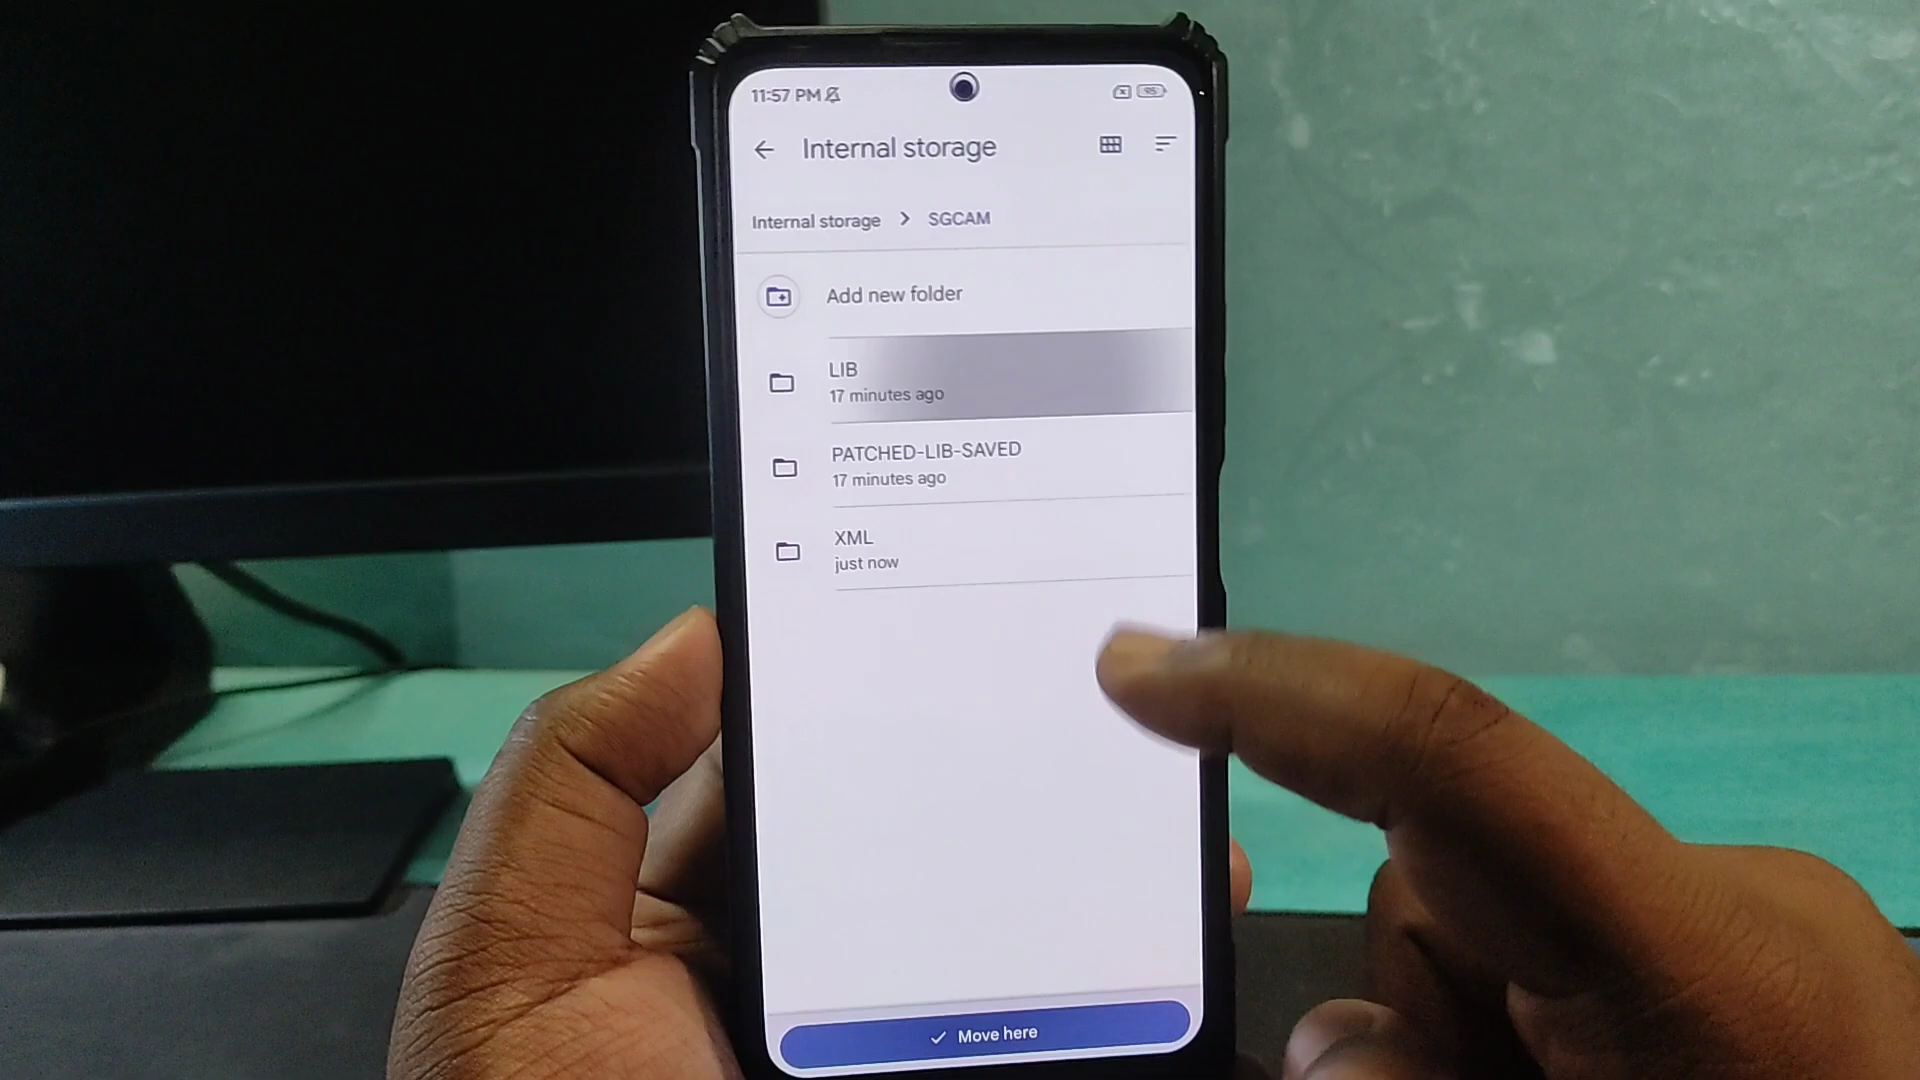 11:57 PM
95
Internal storage
Internal storage > SGCAM
Add new folder
LIB
17 minutes ago
PATCHED-LIB-SAVED
17 minutes ago
XML
just now
Move here